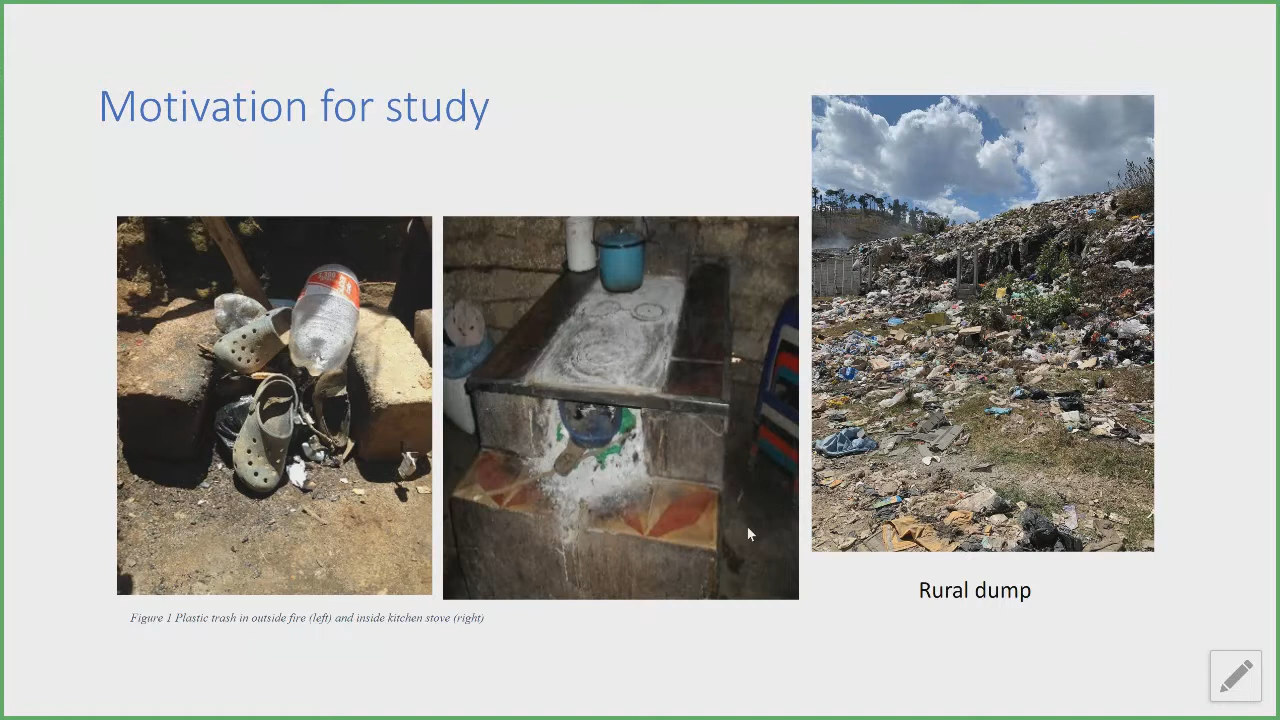 Motivation for study
Figure 1 Plastic trash in outside fire (left) and inside kitchen stove (right)
Rural dump